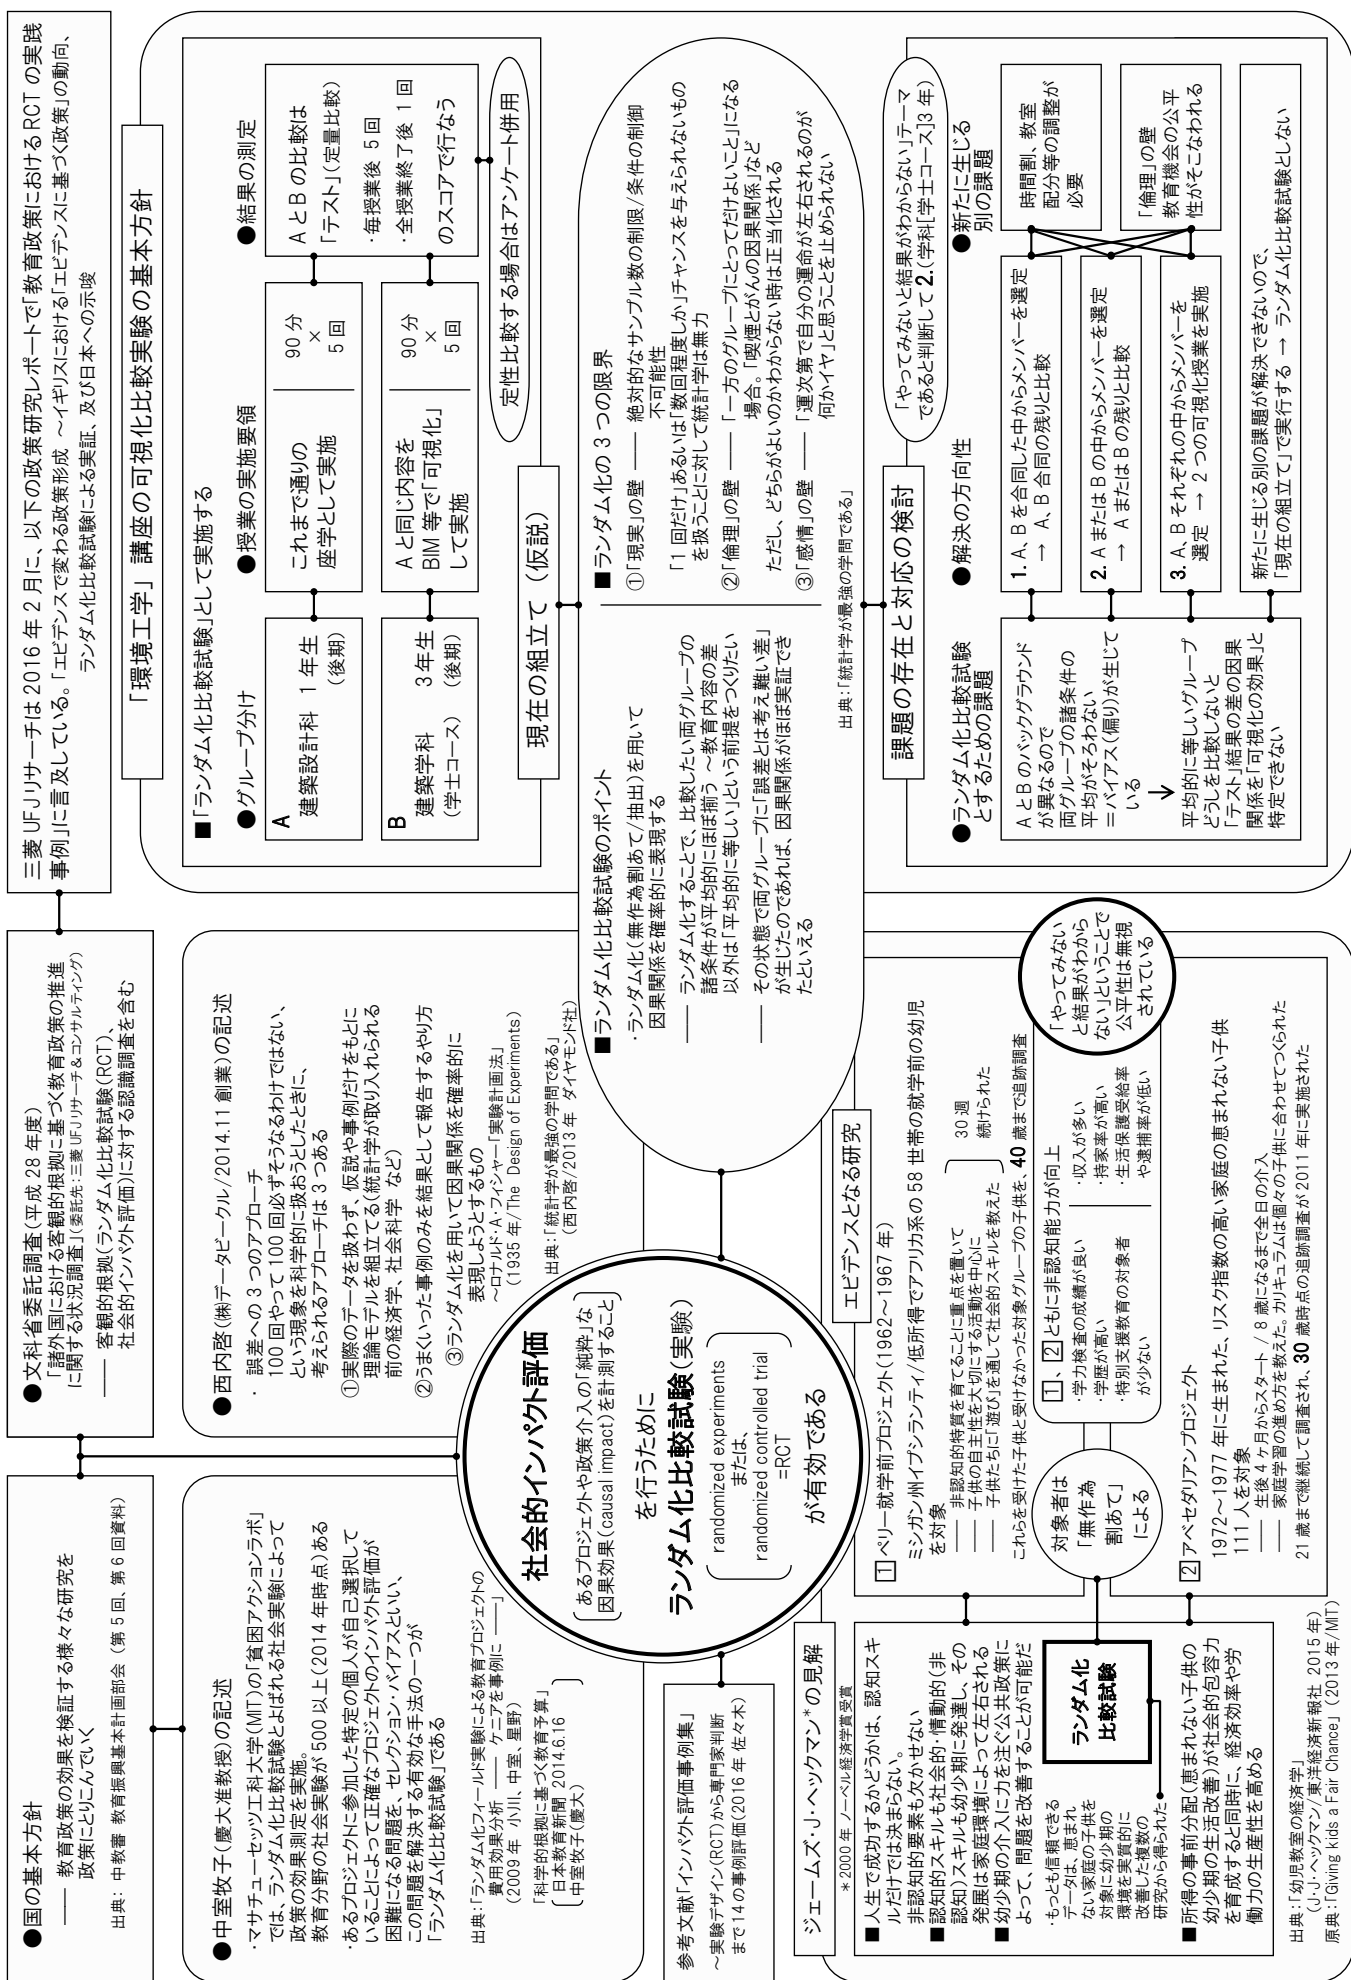 ●国の基本方針
―― 教育政策の効果を検証する様々な研究を
政策にとりこんでいく
出典: 中教審 教育振興基本計画部会 (第5回、第6回資料)
●文科省委託調査(平成28年度)
「諸外国における客観的根拠に基づく教育政策の推進
に関する状況調査」(委託先:三菱UFJリサーチ&コンサルティング)
―― 客観的根拠(ランダム化比較試験(RCT)、
社会的インパクト評価)に対する認識調査を含む
三菱UFJリサーチは2016年2月に、以下の政策研究レポートで「教育政策におけるRCTの実践
事例」に言及している。「エビデンスで変わる政策形成 ～イギリスにおける「エビデンスに基づく政策」の動向、
ランダム化比較試験による実証、及び日本への示唆
●中室牧子(慶大准教授)の記述
・マサチューセッツ工科大学(MIT)の「貧困アクションラボ」
では、ランダム化比較試験とよばれる社会実験によって
政策の効果測定を実施。
教育分野の社会実験が500以上(2014年時点)ある
・あるプロジェクトに参加した特定の個人が自己選択して
いることによって正確なプロジェクトのインパクト評価が
困難になる問題を、セレクション・バイアスといい、
この問題を解決する有効な手法の一つが
「ランダム化比較試験」である
出典:「ランダム化フィールド実験による教育プロジェクトの
費用効果分析 ―― ケニアを事例に ――」
(2009年 小川、中室、星野)
「科学的根拠に基づく教育予算」
日本教育新聞 2014.6.16
中室牧子(慶大)
●西内啓(㈱データビークル/2014.11創業)の記述
・誤差への3つのアプローチ
100回やって100回必ずそうなるわけではない、
という現象を科学的に扱おうとしたときに、
考えられるアプローチは3つある
①実際のデータを扱わず、仮説や事例だけをもとに
理論モデルを組立てる(統計学が取り入れられる
前の経済学、社会科学 など)
②うまくいった事例のみを結果として報告するやり方
③ランダム化を用いて因果関係を確率的に
表現しようとするもの
～ロナルド・A・フィシャー「実験計画法」
(1935年/The Design of Experiments)
出典:「統計学が最強の学問である」
(西内啓/2013年 ダイヤモンド社)
社会的インパクト評価
あるプロジェクトや政策介入の「純粋」な
因果効果(causal impact)を計測すること
を行うために
ランダム化比較試験(実験)
randomized experiments
または、
randomized controlled trial
=RCT
が有効である
参考文献「インパクト評価事例集」
～実験デザイン(RCT)から専門家判断
まで14の事例評価(2016年 佐々木)
「環境工学」講座の可視化比較実験の基本方針
■「ランダム化比較試験」として実施する
●グループ分け
●授業の実施要領
●結果の測定
A
建築設計科 1年生
(後期)
これまで通りの
座学として実施
90分
×
5回
B
建築学科 3年生
(学士コース) (後期)
Aと同じ内容を
BIM等で「可視化」
して実施
90分
×
5回
AとBの比較は
「テスト」(定量比較)
・毎授業後 5回
・全授業終了後 1回
のスコアで行なう
定性比較する場合はアンケート併用
現在の組立て (仮説)
■ランダム化比較試験のポイント
・ランダム化(無作為割あて/抽出)を用いて
因果関係を確率的に表現する
―― ランダム化することで、比較したい両グループの
諸条件が平均的にほぼ揃う ～教育内容の差
以外は「平均的に等しい」という前提をつくりたい
―― その状態で両グループに「誤差とは考え難い差」
が生じたのであれば、因果関係がほぼ実証でき
たといえる
■ランダム化の3つの限界
①「現実」の壁 ―― 絶対的なサンプル数の制限/条件の制御
不可能性
「1回だけ」あるいは「数回程度しか」チャンスを与えられないもの
を扱うことに対して統計学は無力
②「倫理」の壁 ―― 「一方のグループにとってだけよいこと」になる
場合。「喫煙とがんの因果関係」など
ただし、どちらがよいのかわからない時は正当化される
③「感情」の壁 ―― 「運次第で自分の運命が左右されるのが
何かイヤ」と思うことを止められない
出典:「統計学が最強の学問である」
課題の存在と対応の検討
「やってみないと結果がわからない」テーマ
であると判断して2.(学科[学士コース]3年)
●ランダム化比較試験
とするための課題
●解決の方向性
●新たに生じる
別の課題
AとBのバックグラウンド
が異なるので
両グループの諸条件の
平均がそろわない
=バイアス(偏り)が生じて
いる
↓
平均的に等しいグループ
どうしを比較しないと
「テスト」結果の差の因果
関係を「可視化の効果」と
特定できない
1. A、Bを合同した中からメンバーを選定
→ A、B合同の残りと比較
2. AまたはBの中からメンバーを選定
→ AまたはBの残りと比較
3. A、Bそれぞれの中からメンバーを
選定 → 2つの可視化授業を実施
時間割、教室
配分等の調整が
必要
「倫理」の壁
教育機会の公平
性がそこなわれる
新たに生じる別の課題が解決できないので、
「現在の組立て」で実行する → ランダム化比較試験としない
ジェームズ・J・ヘックマン*の見解
*2000年 ノーベル経済学賞受賞
■人生で成功するかどうかは、認知スキ
ルだけでは決まらない。
非認知的要素も欠かせない
■認知的スキルも社会的・情動的(非
認知)スキルも幼少期に発達し、その
発展は家庭環境によって左右される
■幼少期の介入に力を注ぐ公共政策に
よって、問題を改善することが可能だ
・もっとも信頼できる
データは、恵まれ
ない家庭の子供を
対象に幼少期の
環境を実質的に
改善した複数の
研究から得られた
ランダム化
比較試験
■所得の事前分配(恵まれない子供の
幼少期の生活改善)が社会的包容力
を育成すると同時に、経済効率や労
働力の生産性を高める
出典:「幼児教室の経済学」
(J・J・ヘックマン/東洋経済新報社 2015年)
原典:「Giving kids a Fair Chance」(2013年/MIT)
エビデンスとなる研究
1 ペリー就学前プロジェクト(1962～1967年)
ミシガン州イプシランティ/低所得でアフリカ系の58世帯の就学前の幼児
を対象
―― 非認知的特質を育てることに重点を置いて
―― 子供の自主性を大切にする活動を中心に
―― 子供たちに「遊び」を通して社会的スキルを教えた
30週
続けられた
これらを受けた子供と受けなかった対象グループの子供を40歳まで追跡調査
対象者は
「無作為
割あて」
による
1、2ともに非認知能力が向上
・学力検査の成績が良い
・学歴が高い
・特別支援教育の対象者
が少ない
・収入が多い
・持家率が高い
・生活保護受給率
や逮捕率が低い
「やってみない
と結果がわから
ない」ということで
公平性は無視
されている
2 アベセダリアンプロジェクト
1972～1977年に生まれた、リスク指数の高い家庭の恵まれない子供
111人を対象
―― 生後4ヶ月からスタート / 8歳になるまで全日の介入
―― 家庭学習の進め方を教えた。カリキュラムは個々の子供に合わせてつくられた
21歳まで継続して調査され、30歳時点の追跡調査が2011年に実施された